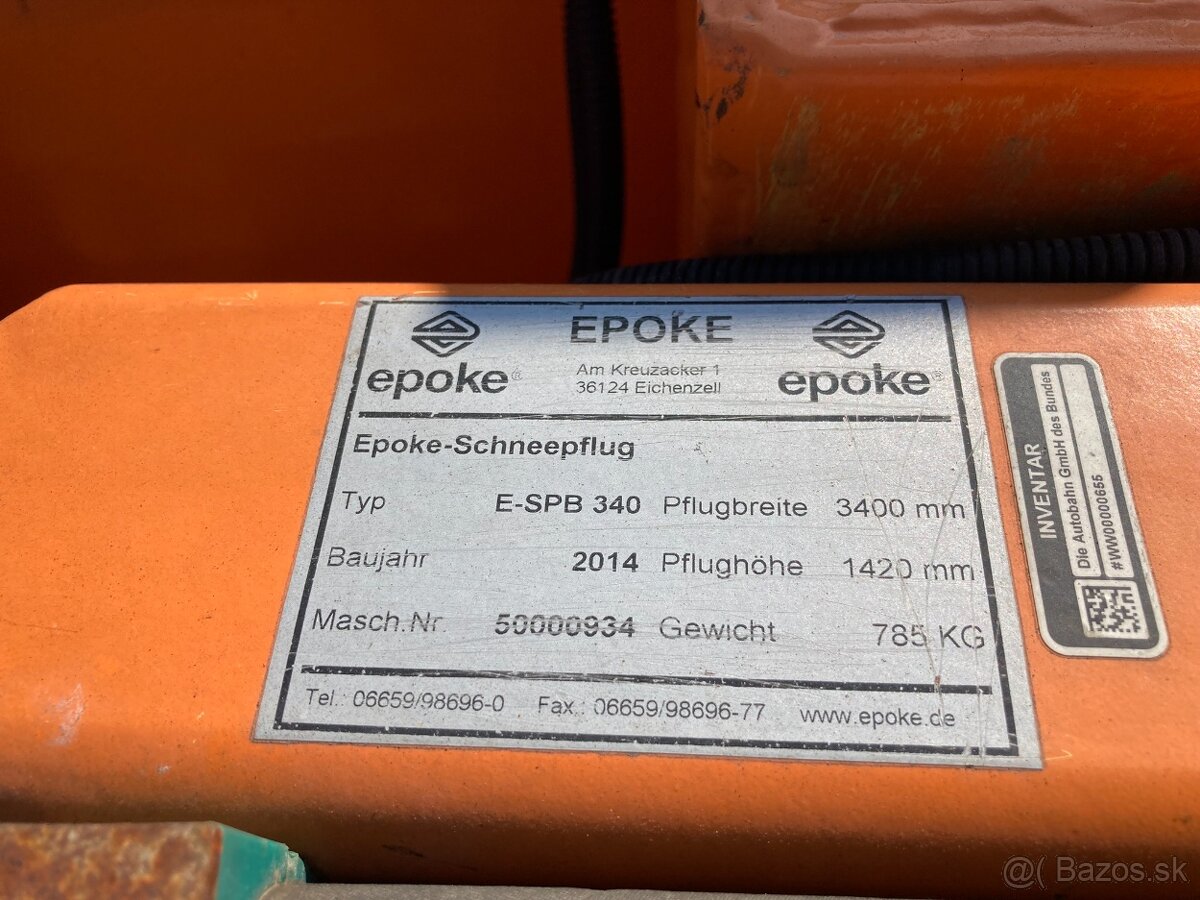 EPOKE
epoke®
Am Kreuzacker 1
36124 Eichenzell
epoke®
Epoke-Schneepflug
Typ E-SPB 340 Pflugbreite 3400 mm
Baujahr 2014 Pflughöhe 1420 mm
Masch.Nr. 50000934 Gewicht 785 KG
Tel.: 06659/98696-0 Fax.: 06659/98696-77 www.epoke.de
INVENTAR
Die Autobahn GmbH des Bundes
#WW00000655
@( Bazos.sk